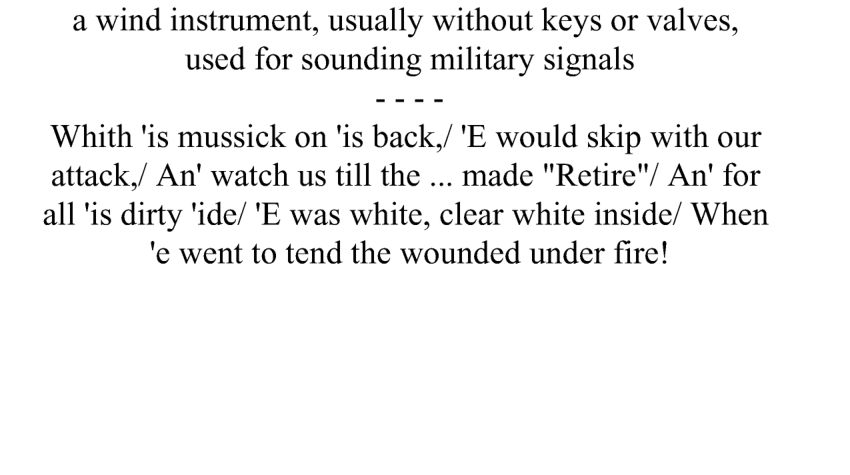 a wind instrument, usually without keys or valves,
used for sounding military signals
- - - -
Whith 'is mussick on 'is back,/ 'E would skip with our
attack,/ An' watch us till the ... made "Retire"/ An' for
all 'is dirty 'ide/ 'E was white, clear white inside/ When
'e went to tend the wounded under fire!